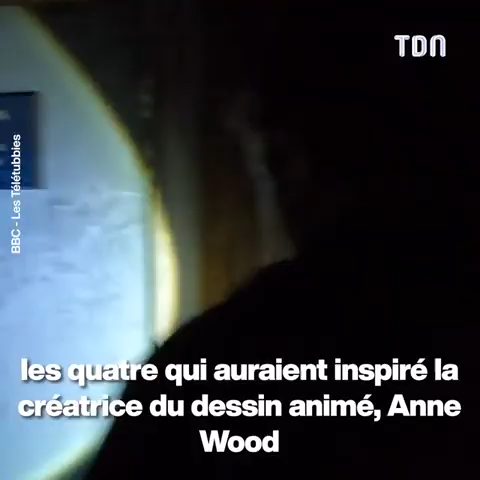 TDN
BBC - Les Télétubbies
les quatre qui auraient inspiré la
créatrice du dessin animé, Anne
Wood